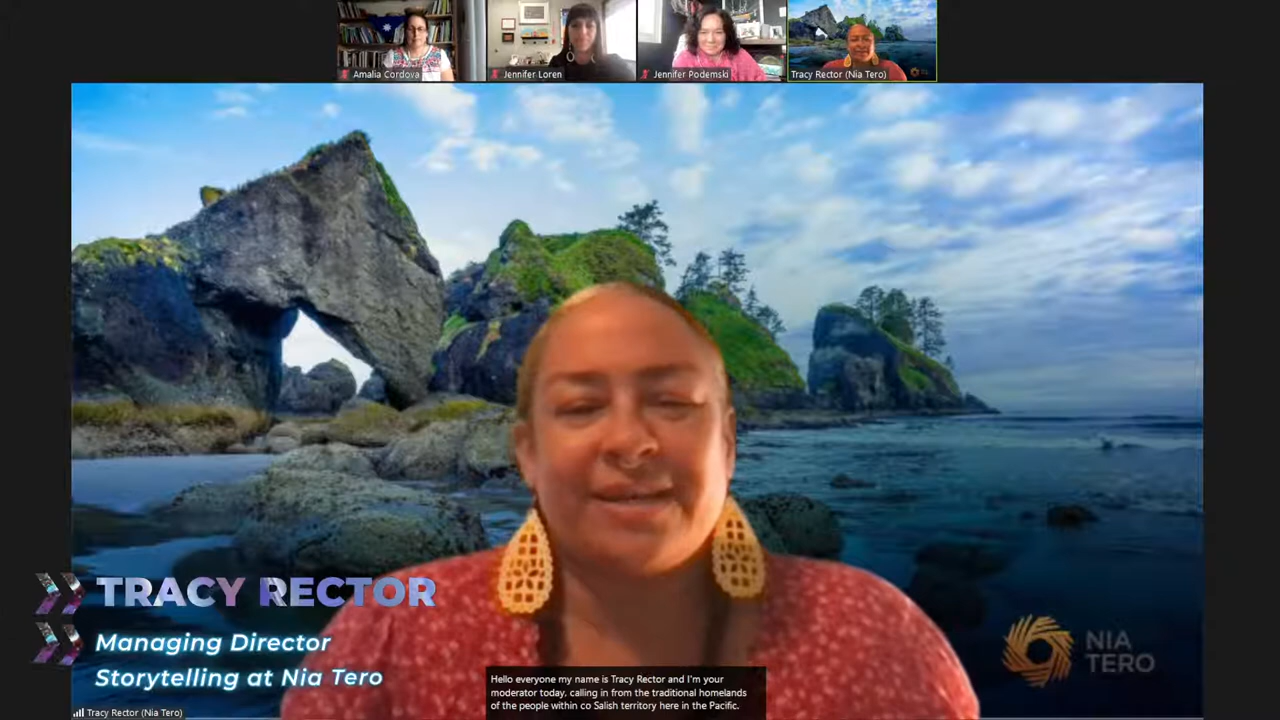 Amalia Cordova
Jennifer Loren
Jennifer Podemski
Tracy Rector (Nia Tero)
TRACY RECTOR
Managing Director
Storytelling at Nia Tero
NIA
TERO
Hello everyone my name is Tracy Rector and I'm your
moderator today, calling in from the traditional homelands
of the people within co Salish territory here in the Pacific.
Tracy Rector (Nia Tero)